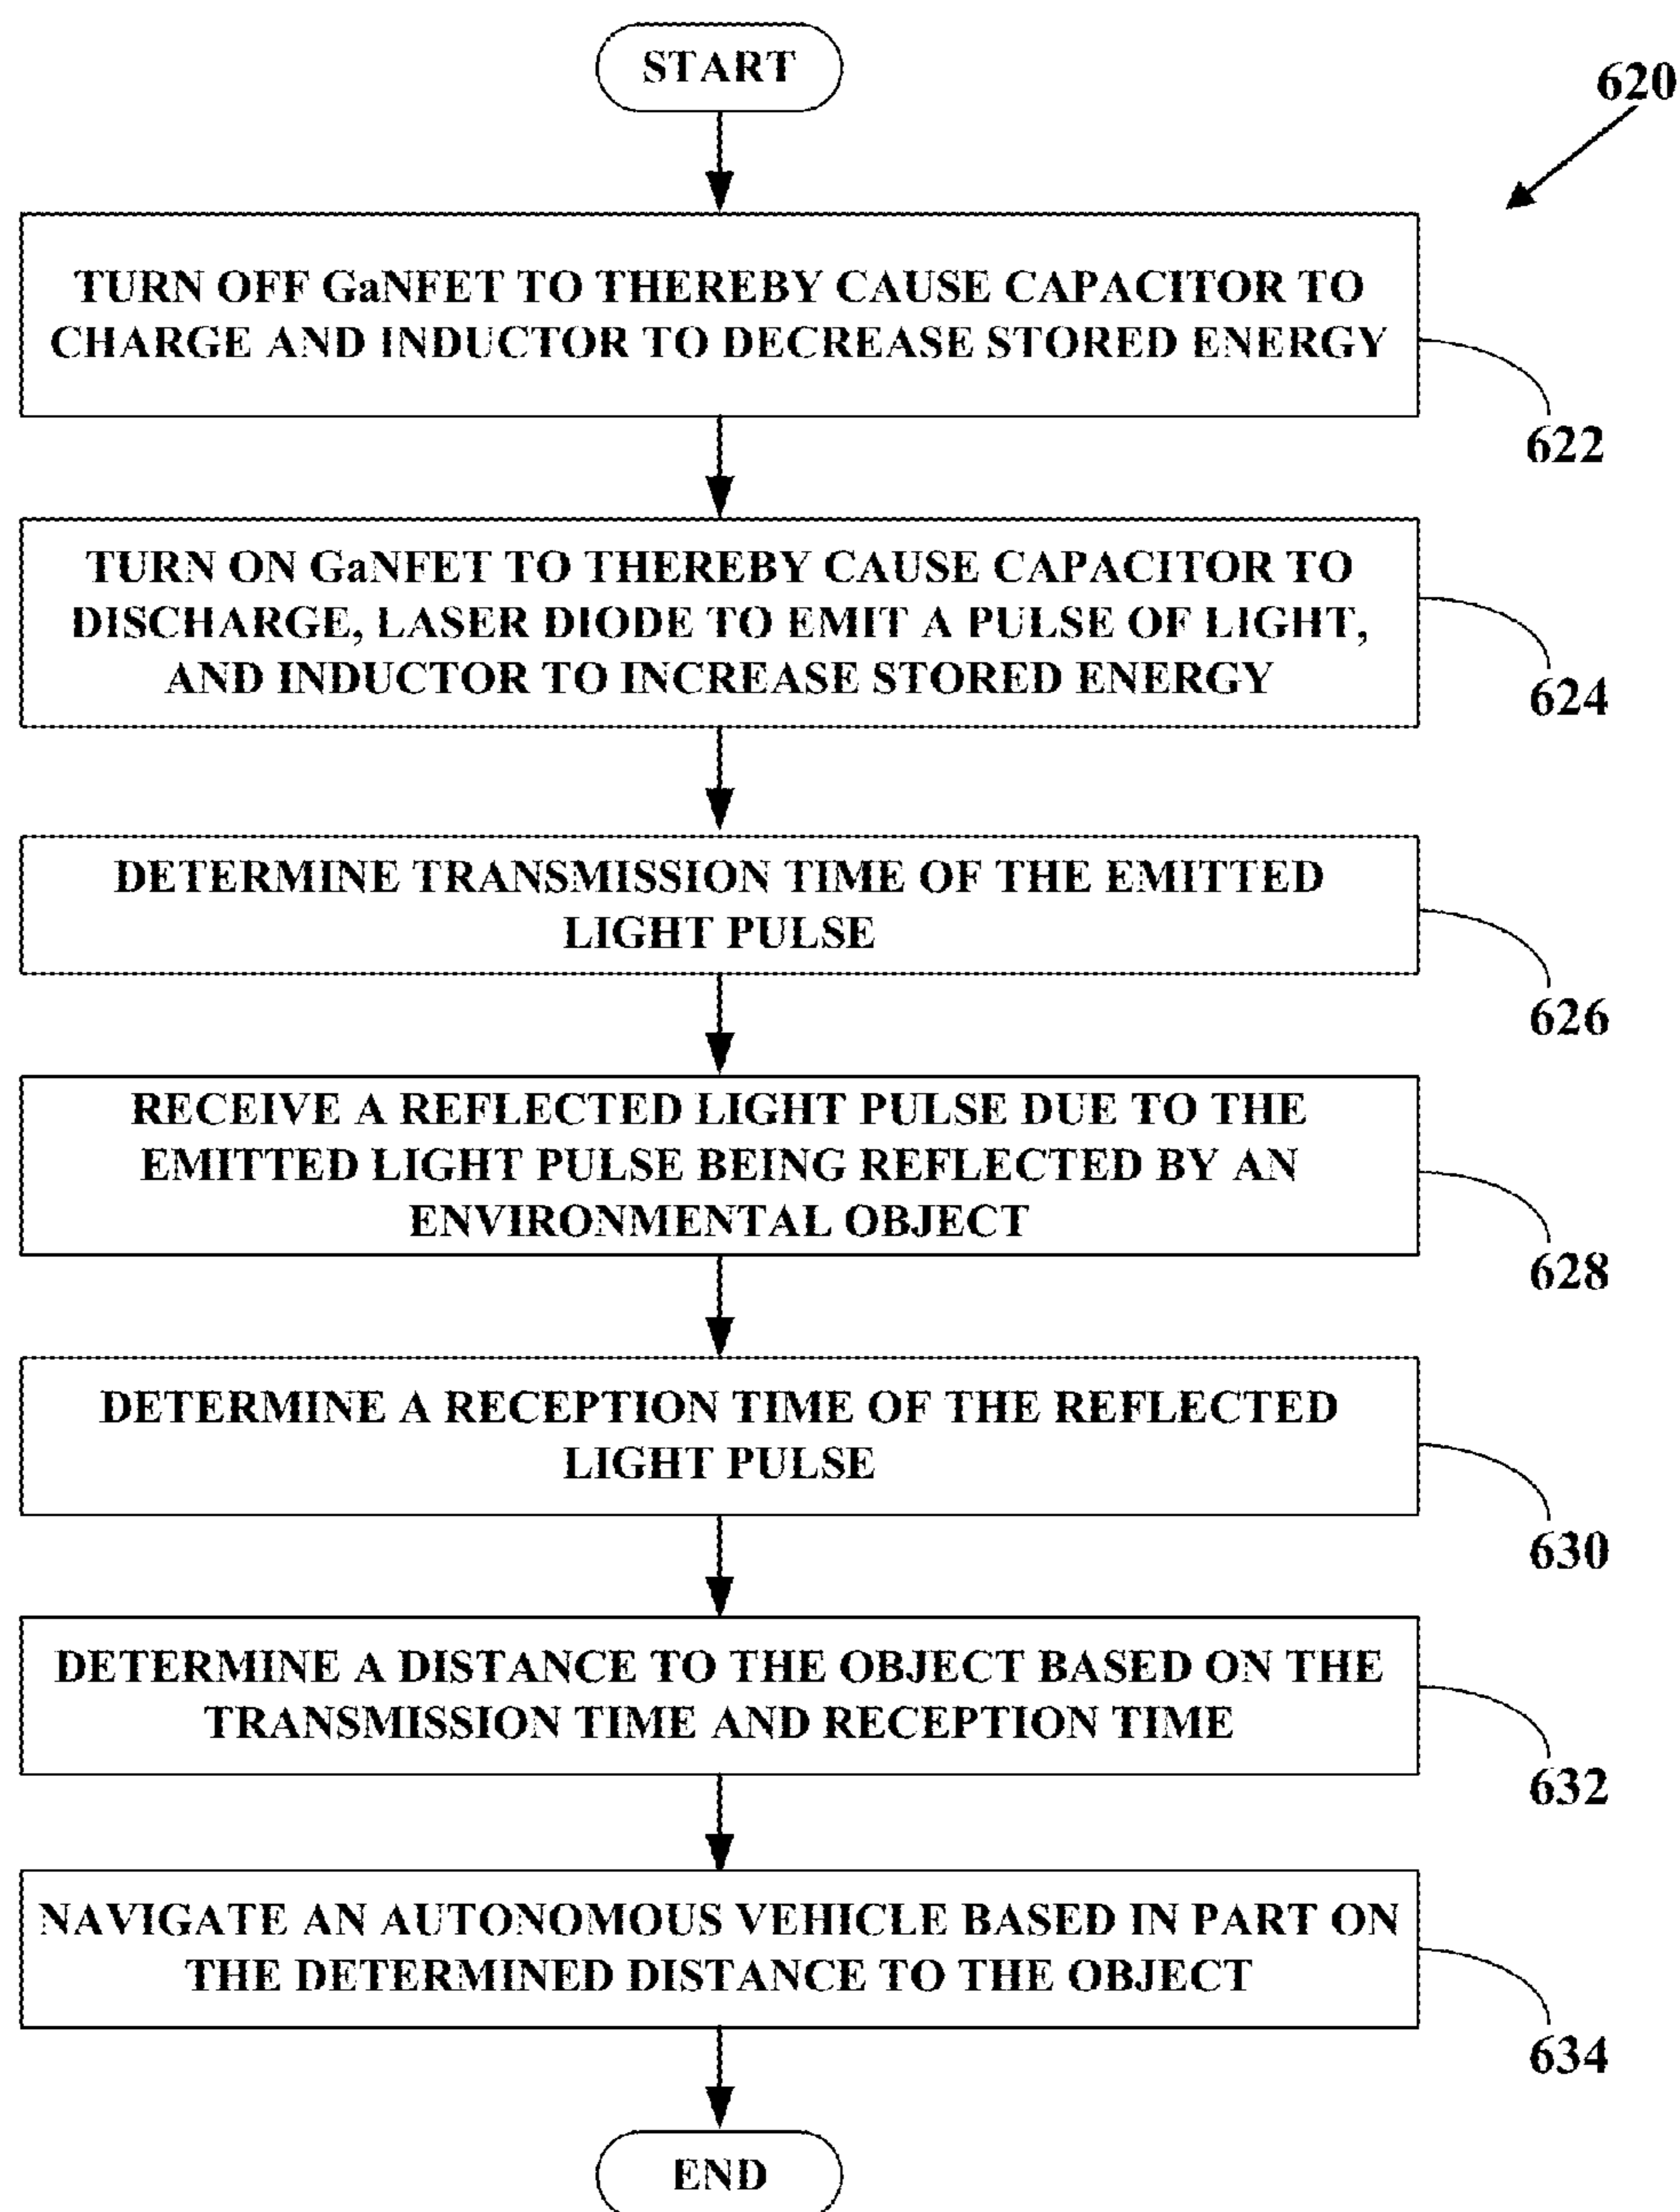 START
620
TURN OFF GaNFET TO THEREBY CAUSE CAPACITOR TO
CHARGE AND INDUCTOR TO DECREASE STORED ENERGY
622
TURN ON GaNFET TO THEREBY CAUSE CAPACITOR TO
DISCHARGE, LASER DIODE TO EMIT A PULSE OF LIGHT,
AND INDUCTOR TO INCREASE STORED ENERGY
624
DETERMINE TRANSMISSION TIME OF THE EMITTED
LIGHT PULSE
626
RECEIVE A REFLECTED LIGHT PULSE DUE TO THE
EMITTED LIGHT PULSE BEING REFLECTED BY AN
ENVIRONMENTAL OBJECT
628
DETERMINE A RECEPTION TIME OF THE REFLECTED
LIGHT PULSE
630
DETERMINE A DISTANCE TO THE OBJECT BASED ON THE
TRANSMISSION TIME AND RECEPTION TIME
632
NAVIGATE AN AUTONOMOUS VEHICLE BASED IN PART ON
THE DETERMINED DISTANCE TO THE OBJECT
634
END